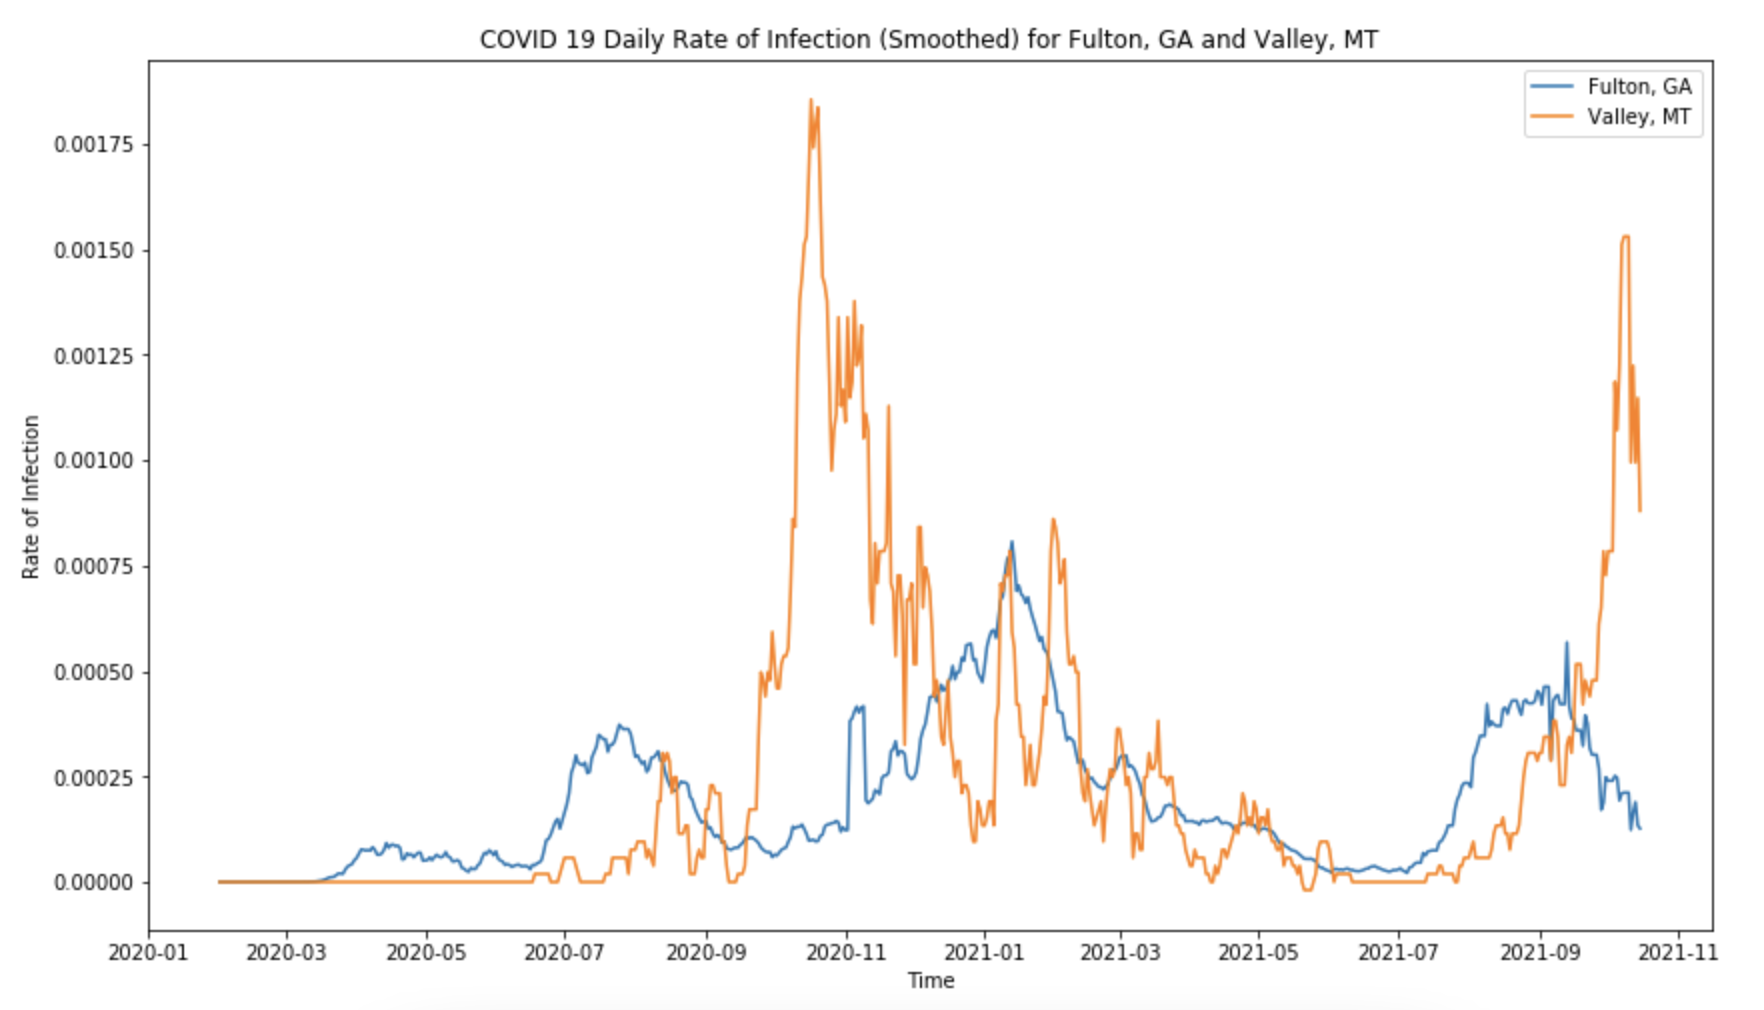 COVID 19 Daily Rate of Infection (Smoothed) for Fulton, GA and Valley, MT
Fulton, GA
Valley, MT
0.00175
0.00150
0.00125
0.00100
0.00075
0.00050
0.00025
0.00000
Rate of Infection
2020-01 2020-03 2020-05 2020-07 2020-09 2020-11 2021-01 2021-03 2021-05 2021-07 2021-09 2021-11
Time